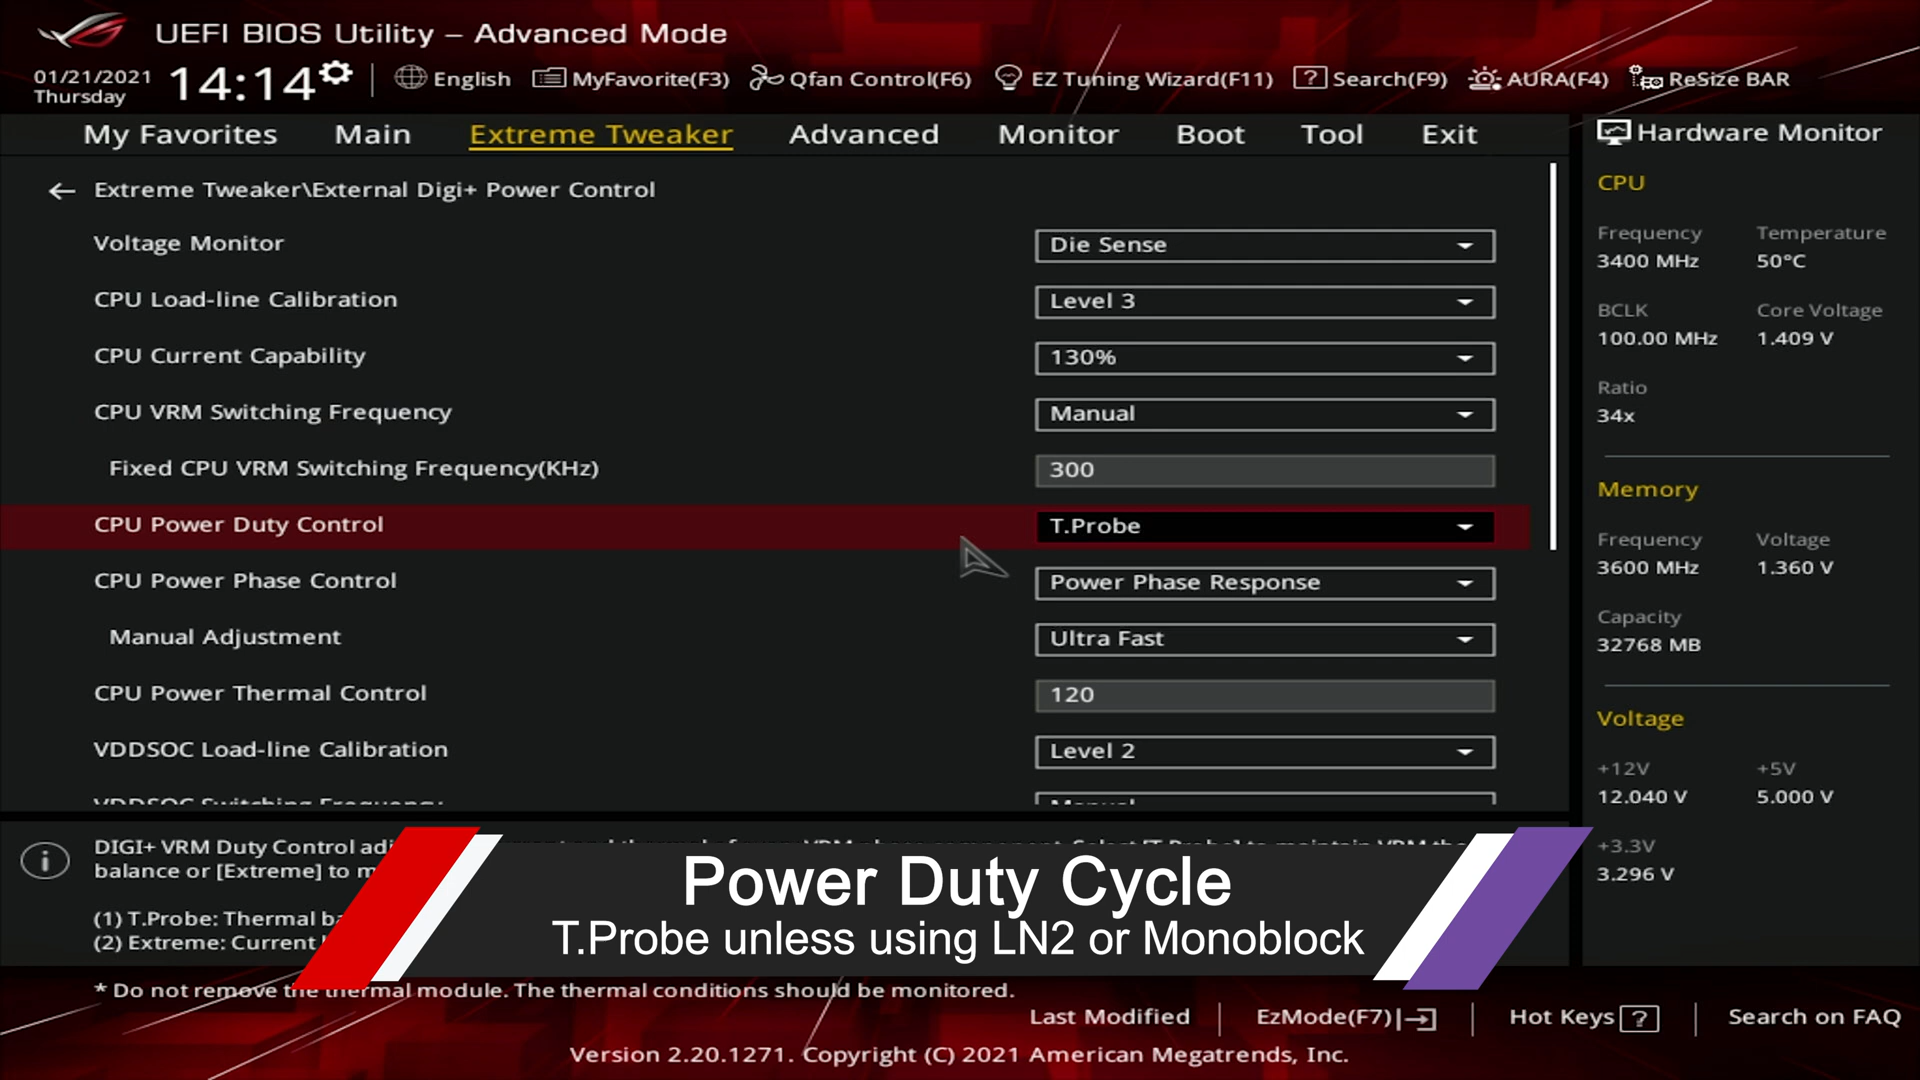 UEFI BIOS Utility – Advanced Mode
01/21/2021
Thursday
14:14
English
MyFavorite(F3)
Qfan Control(F6)
EZ Tuning Wizard(F11)
Search(F9)
AURA(F4)
ReSize BAR
My Favorites
Main
Extreme Tweaker
Advanced
Monitor
Boot
Tool
Exit
Extreme Tweaker\External Digi+ Power Control
Voltage Monitor
Die Sense
CPU Load-line Calibration
Level 3
CPU Current Capability
130%
CPU VRM Switching Frequency
Manual
Fixed CPU VRM Switching Frequency(KHz)
300
CPU Power Duty Control
T.Probe
CPU Power Phase Control
Power Phase Response
Manual Adjustment
Ultra Fast
CPU Power Thermal Control
120
VDDSOC Load-line Calibration
Level 2
VDDSOC Switching Frequency
Manual
Hardware Monitor
CPU
Frequency
Temperature
3400 MHz
50°C
BCLK
Core Voltage
100.00 MHz
1.409 V
Ratio
34x
Memory
Frequency
Voltage
3600 MHz
1.360 V
Capacity
32768 MB
Voltage
+12V
+5V
12.040 V
5.000 V
+3.3V
3.296 V
DIGI+ VRM Duty Control
balance or [Extreme] to
(1) T.Probe: Thermal
(2) Extreme: Current
Power Duty Cycle
T.Probe unless using LN2 or Monoblock
* Do not remove the thermal module. The thermal conditions should be monitored.
Last Modified
EzMode(F7)
Hot Keys ?
Search on FAQ
Version 2.20.1271. Copyright (C) 2021 American Megatrends, Inc.